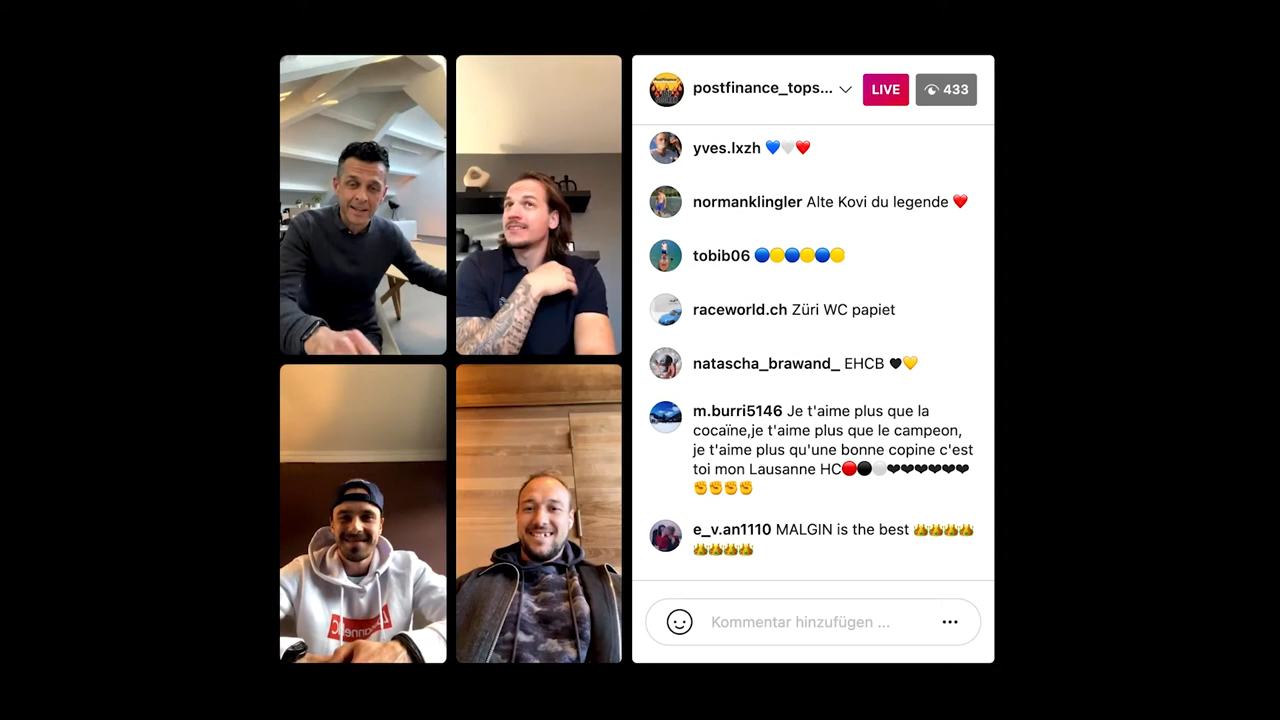 postfinance_tops... LIVE 433
yves.lxzh 💙🤍❤️
normanklingler Alte Kovi du legende ❤️
tobib06 🔵🟡🔵🟡🔵🟡
raceworld.ch Züri WC papiet
natascha_brawand_ EHCB 🖤💛
m.burri5146 Je t'aime plus que la
cocaïne,je t'aime plus que le campeon,
je t'aime plus qu'une bonne copine c'est
toi mon Lausanne HC🔴⚫⚪❤❤❤❤❤❤
✊✊✊✊
e_v.an1110 MALGIN is the best 👑👑👑👑
👑👑👑👑
Kommentar hinzufügen ...